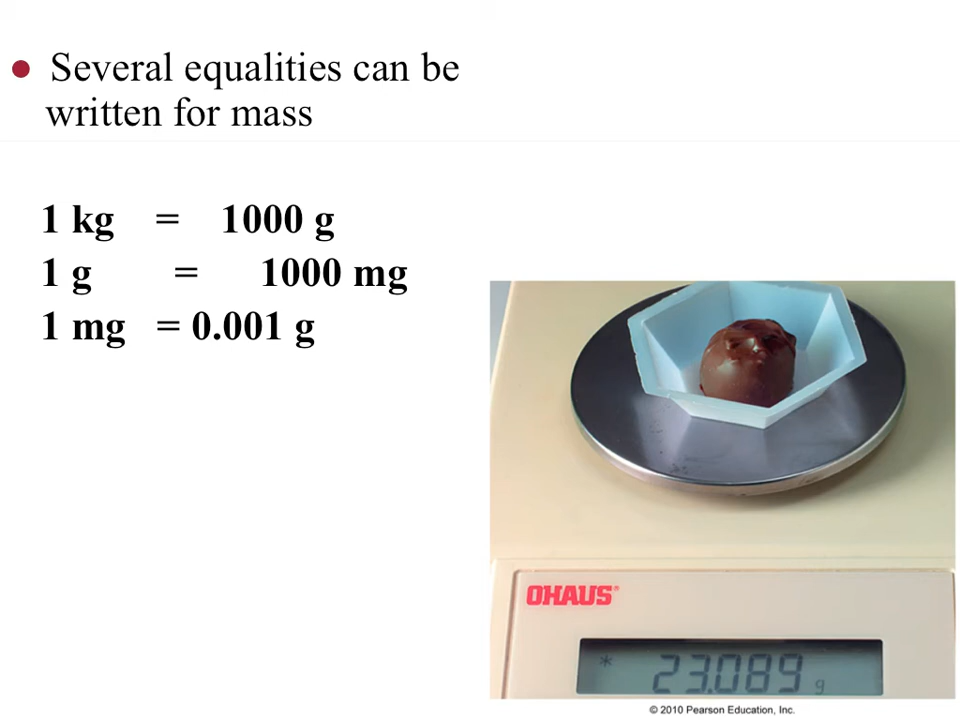 ● Several equalities can be
written for mass
1 kg = 1000 g
1 g = 1000 mg
1 mg = 0.001 g
OHAUS®
* 23.089 g
© 2010 Pearson Education, Inc.